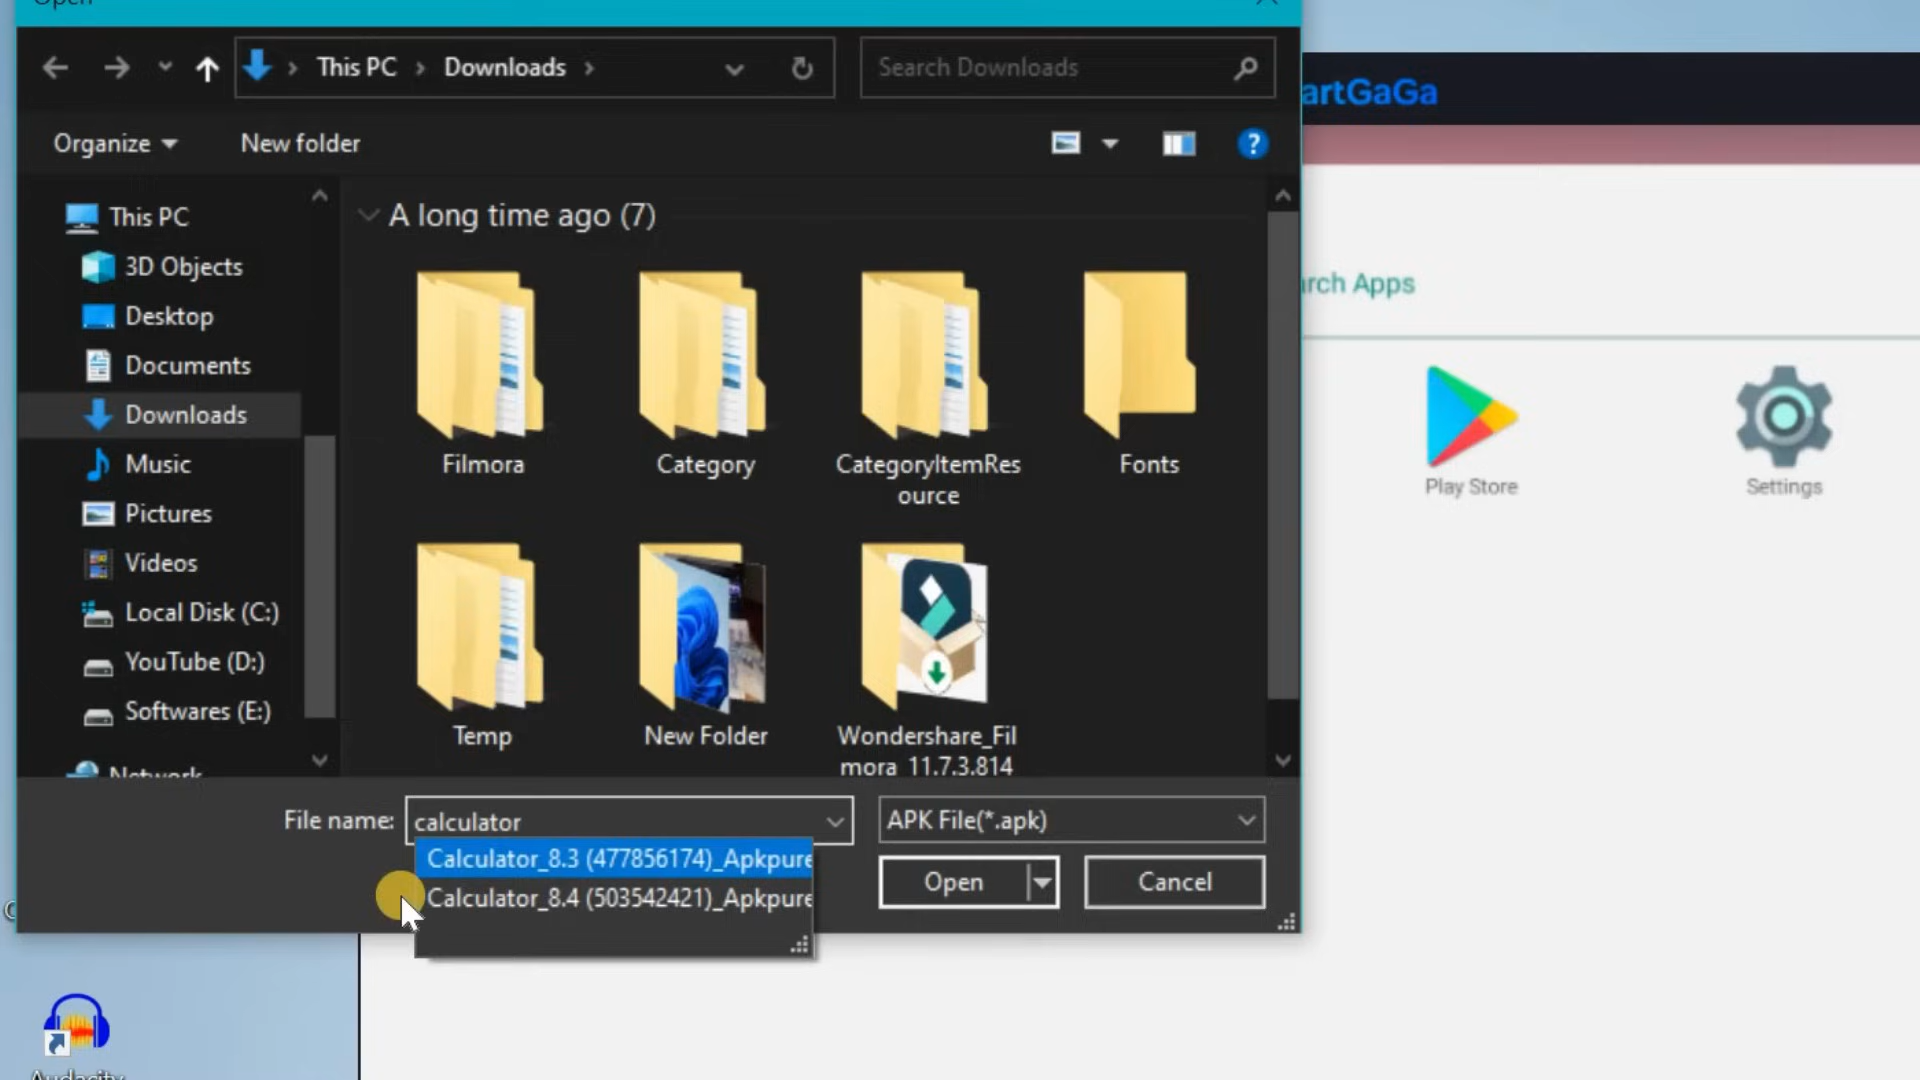 Open
This PC
Downloads
Search Downloads
artGaGa
Organize
New folder
?
A long time ago (7)
This PC
3D Objects
Desktop
Documents
Downloads
Music
Pictures
Videos
Local Disk (C:)
YouTube (D:)
Softwares (E:)
Network
Filmora
Category
CategoryItemRes
ource
Fonts
Temp
New Folder
Wondershare_Fil
mora_11.7.3.814
rch Apps
Play Store
Settings
File name:
calculator
APK File(*.apk)
Calculator_8.3 (477856174)_Apkpure
Calculator_8.4 (503542421)_Apkpure
Open
Cancel
Audacity